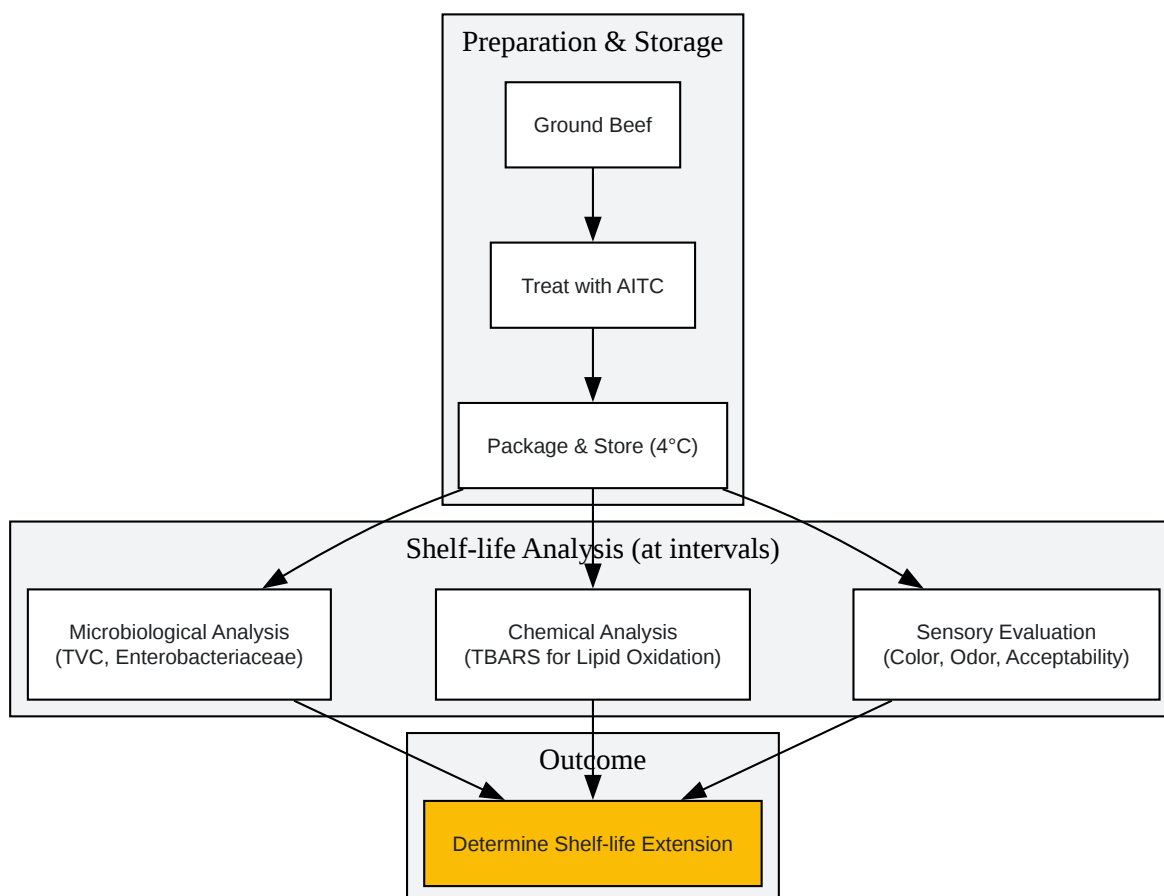 Preparation & Storage
Ground Beef
Treat with AITC
Package & Store (4°C)
Shelf-life Analysis (at intervals)
Microbiological Analysis
(TVC, Enterobacteriaceae)
Chemical Analysis
(TBARS for Lipid Oxidation)
Sensory Evaluation
(Color, Odor, Acceptability)
Outcome
Determine Shelf-life Extension